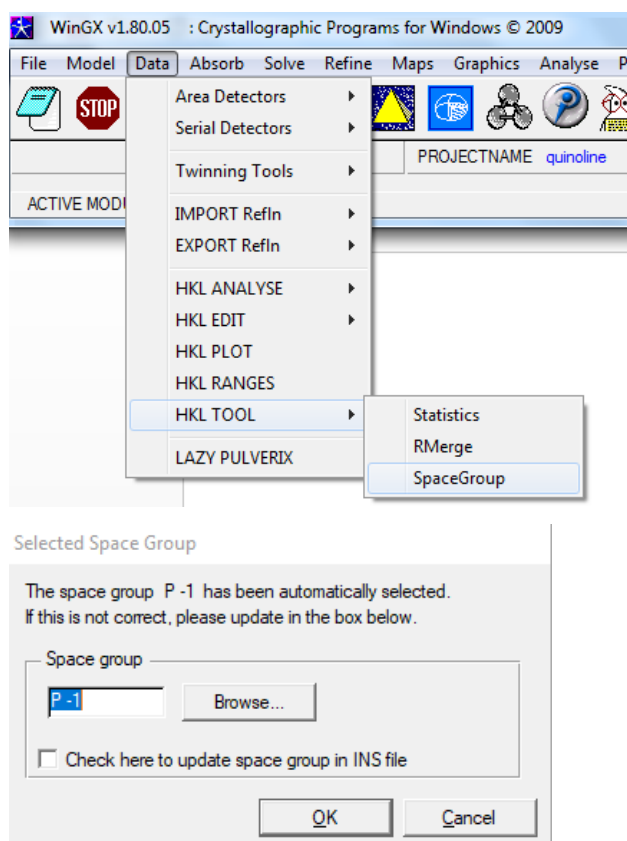 WinGX v1.80.05 : Crystallographic Programs for Windows © 2009
File Model Data Absorb Solve Refine Maps Graphics Analyse
STOP
Area Detectors
Serial Detectors
PROJECTNAME quinoline
Twinning Tools
ACTIVE MODU
IMPORT Refln
EXPORT Refln
HKL ANALYSE
HKL EDIT
HKL PLOT
HKL RANGES
HKL TOOL
Statistics
RMerge
SpaceGroup
LAZY PULVERIX
Selected Space Grou
The space group P -1 has been automatically selected.
If this is not correct, please update in the box below.
Space group
P -1
Browse...
Check here to update space group in INS file
OK Cancel